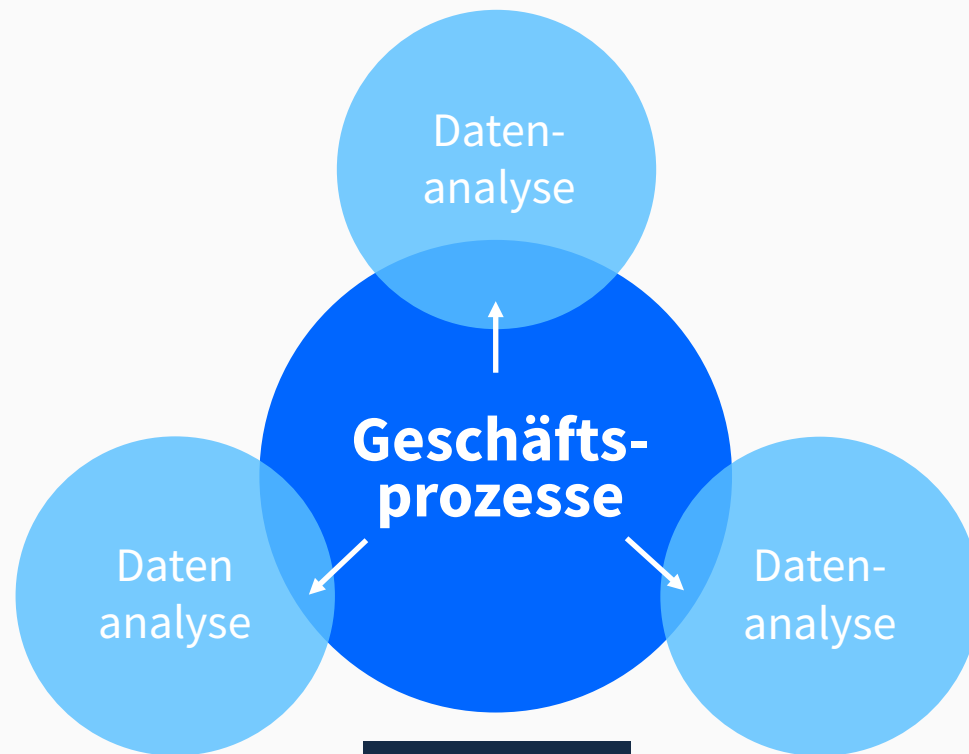 Daten-
analyse
Geschäfts-
prozesse
Daten
analyse
Daten-
analyse